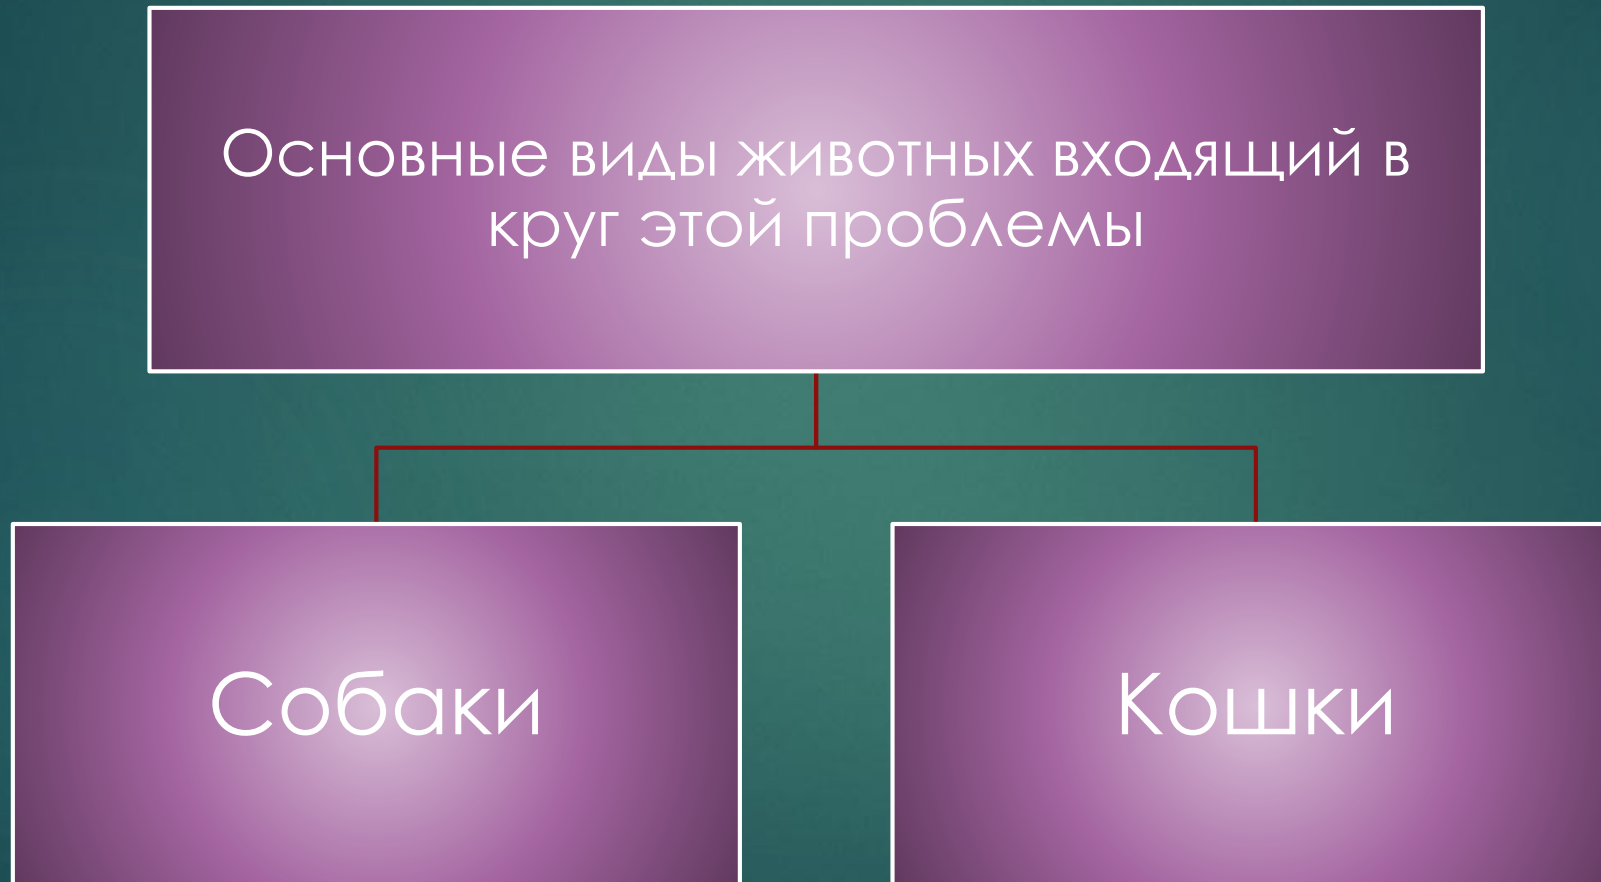 Основные виды животных входящий в
круг этой проблемы
Собаки
Кошки